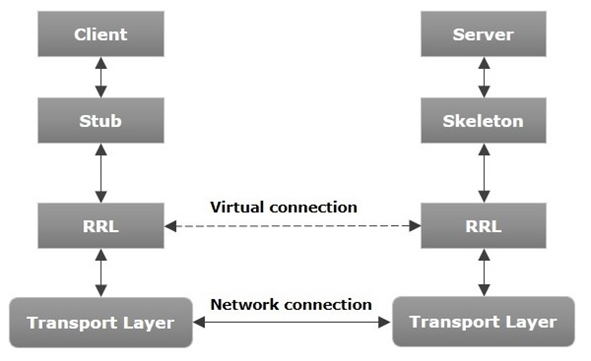 Client
Server
Stub
Skeleton
Virtual connection
RRL
RRL
Network connection
Transport Layer
Transport Layer